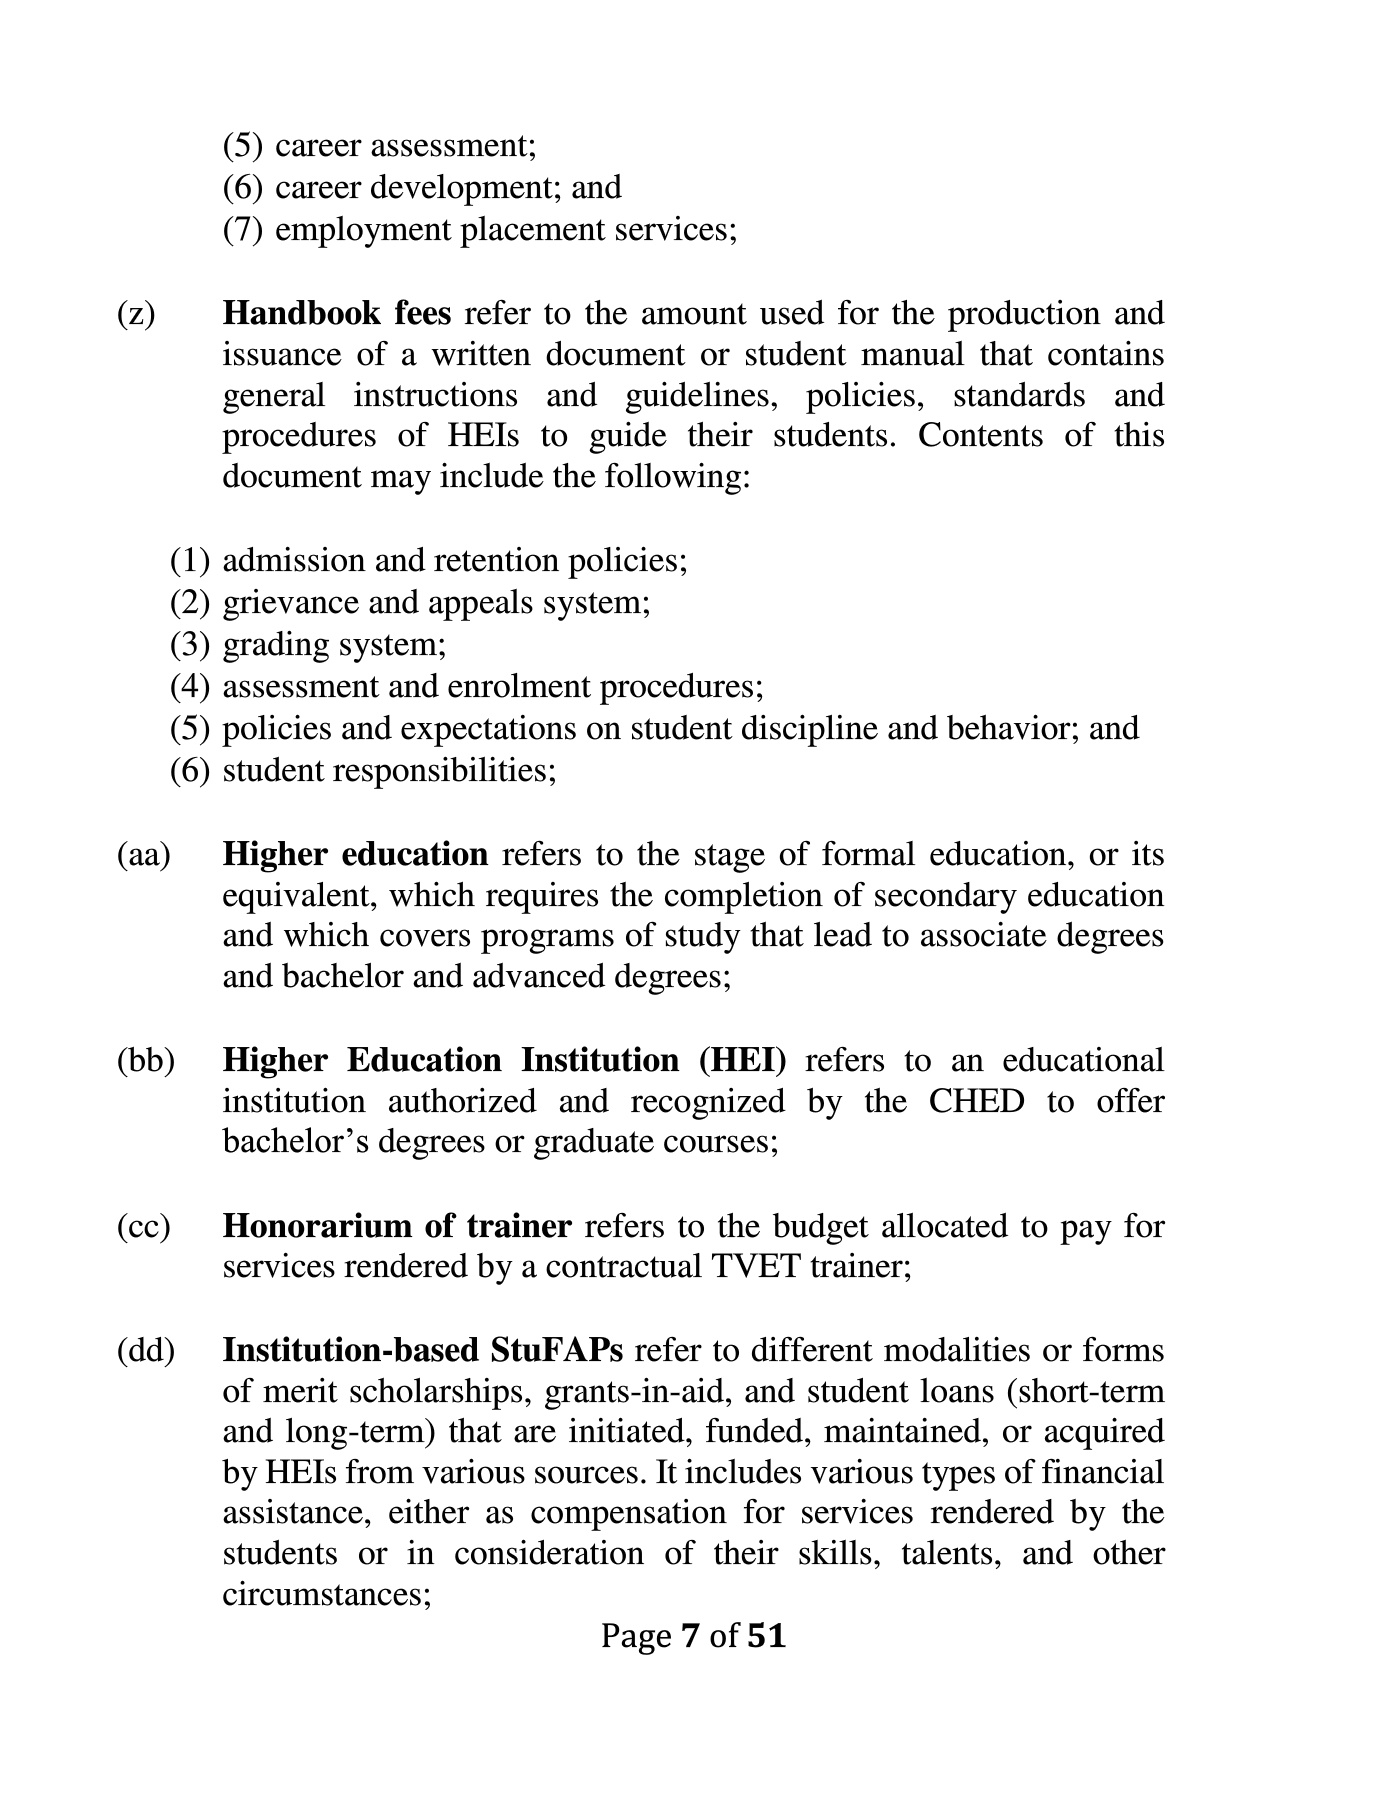 (5) career assessment;
(6) career development; and
(7) employment placement services;
(z) Handbook fees refer to the amount used for the production and
issuance of a written document or student manual that contains
general instructions and guidelines, policies, standards and
procedures of HEIs to guide their students. Contents of this
document may include the following:
(1) admission and retention policies;
(2) grievance and appeals system;
(3) grading system;
(4) assessment and enrolment procedures;
(5) policies and expectations on student discipline and behavior; and
(6) student responsibilities;
(aa) Higher education refers to the stage of formal education, or its
equivalent, which requires the completion of secondary education
and which covers programs of study that lead to associate degrees
and bachelor and advanced degrees;
(bb) Higher Education Institution (HEI) refers to an educational
institution authorized and recognized by the CHED to offer
bachelor’s degrees or graduate courses;
(cc) Honorarium of trainer refers to the budget allocated to pay for
services rendered by a contractual TVET trainer;
(dd) Institution-based StuFAPs refer to different modalities or forms
of merit scholarships, grants-in-aid, and student loans (short-term
and long-term) that are initiated, funded, maintained, or acquired
by HEIs from various sources. It includes various types of financial
assistance, either as compensation for services rendered by the
students or in consideration of their skills, talents, and other
circumstances;
Page 7 of 51